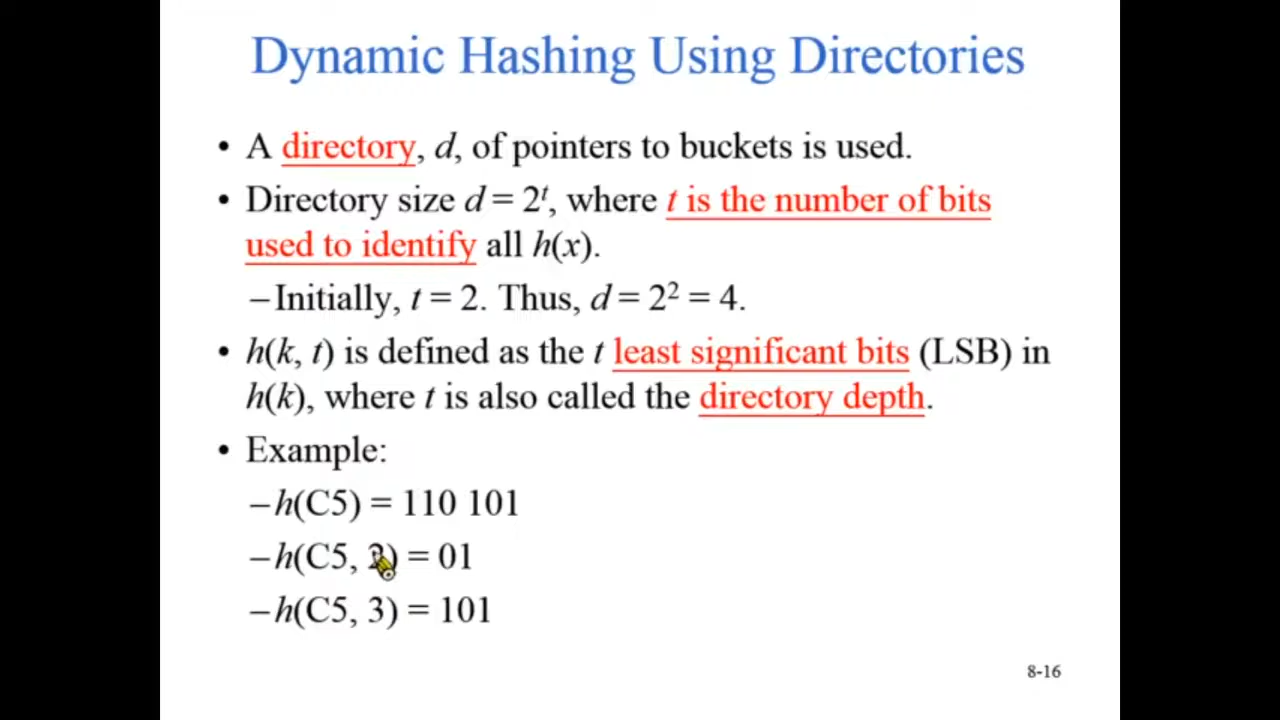 Dynamic Hashing Using Directories
• A directory, d, of pointers to buckets is used.
• Directory size d = 2ᵗ, where t is the number of bits
used to identify all h(x).
–Initially, t = 2. Thus, d = 2² = 4.
• h(k, t) is defined as the t least significant bits (LSB) in
h(k), where t is also called the directory depth.
• Example:
–h(C5) = 110 101
–h(C5, 2) = 01
–h(C5, 3) = 101
8-16